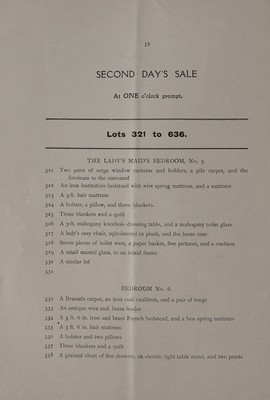 18
SECOND DAY'S SALE
At ONE o'clock prompt.
Lots 321 to 636.
THE LADY'S MAID'S BEDROOM, No. 5
321 Two pairs of serge window curtains and holders, a pile carpet, and the
linoleum to the surround
322 An iron institution bedstead with wire spring mattress, and a mattress
323 A 3 ft. hair mattress
324 A bolster, a pillow, and three blankets.
325 Three blankets and a quilt
326 A 3 ft. mahogany kneehole dressing table, and a mahogany toilet glass
327 A lady's easy chair, upholstered in plush, and the loose case
328 Seven pieces of toilet ware, a paper basket, five pictures, and a cushion
329 A small mantel glass, in an inlaid frame
330 A similar lot
331
BEDROOM No. 6.
332 A Brussels carpet, an iron coal cauldron, and a pair of tongs
333 An antique wire and brass fender
334 A 3 ft. 6 in. iron and brass French bedstead, and a box spring mattress
335 A 3 ft. 6 in. hair mattress
336 A bolster and two pillows
337 Three blankets and a quilt
338 A grained chest of five drawers, an electric light table stand, and two prints